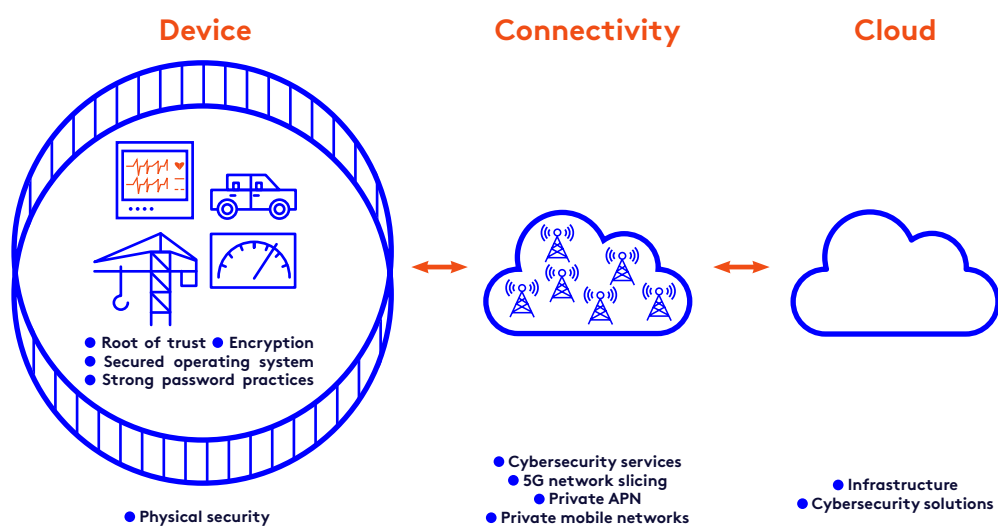 Device
Connectivity
Cloud
● Root of trust ● Encryption
● Secured operating system
● Strong password practices
● Physical security
● Cybersecurity services
● 5G network slicing
● Private APN
● Private mobile networks
● Infrastructure
● Cybersecurity solutions